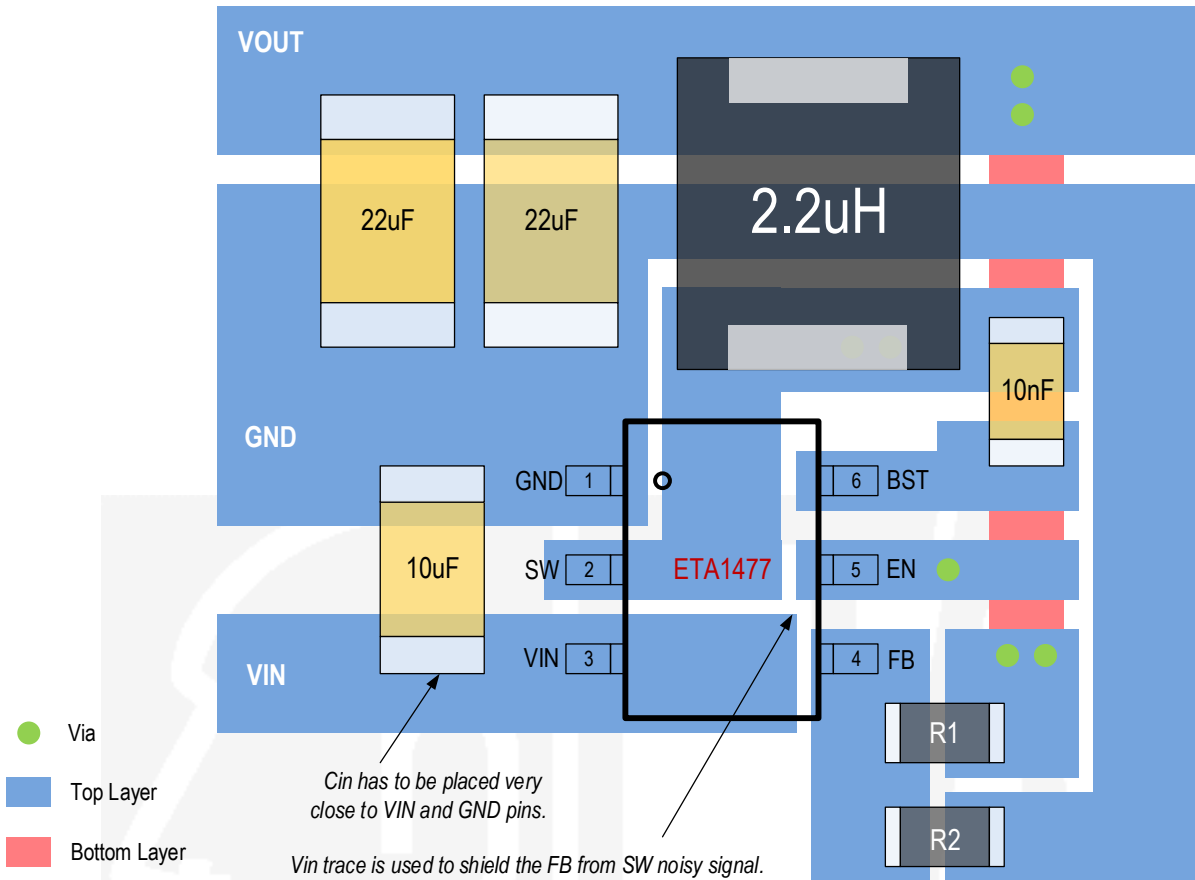 VOUT
22uF
22uF
2.2uH
10nF
GND
GND 1
6 BST
10uF
SW 2
ETA1477
5 EN
VIN
VIN 3
4 FB
R1
R2
Via
Top Layer
Bottom Layer
Cin has to be placed very
close to VIN and GND pins.
Vin trace is used to shield the FB from SW noisy signal.